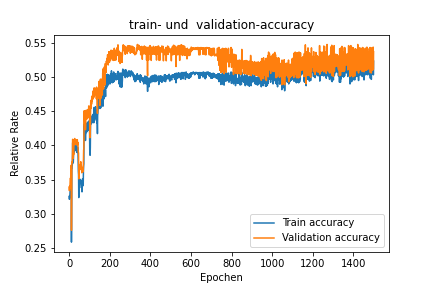 train- und  validation-accuracy
0.55
0.50
0.45
0.40
0.35
0.30
0.25
Relative Rate
0 200 400 600 800 1000 1200 1400
Epochen
Train accuracy
Validation accuracy